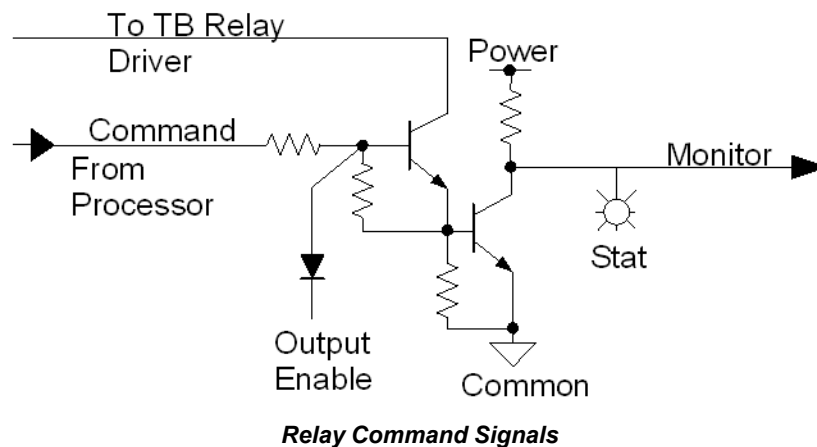 To TB Relay
Driver
Power
Command
From
Processor
Monitor
Stat
Output
Enable
Common
Relay Command Signals